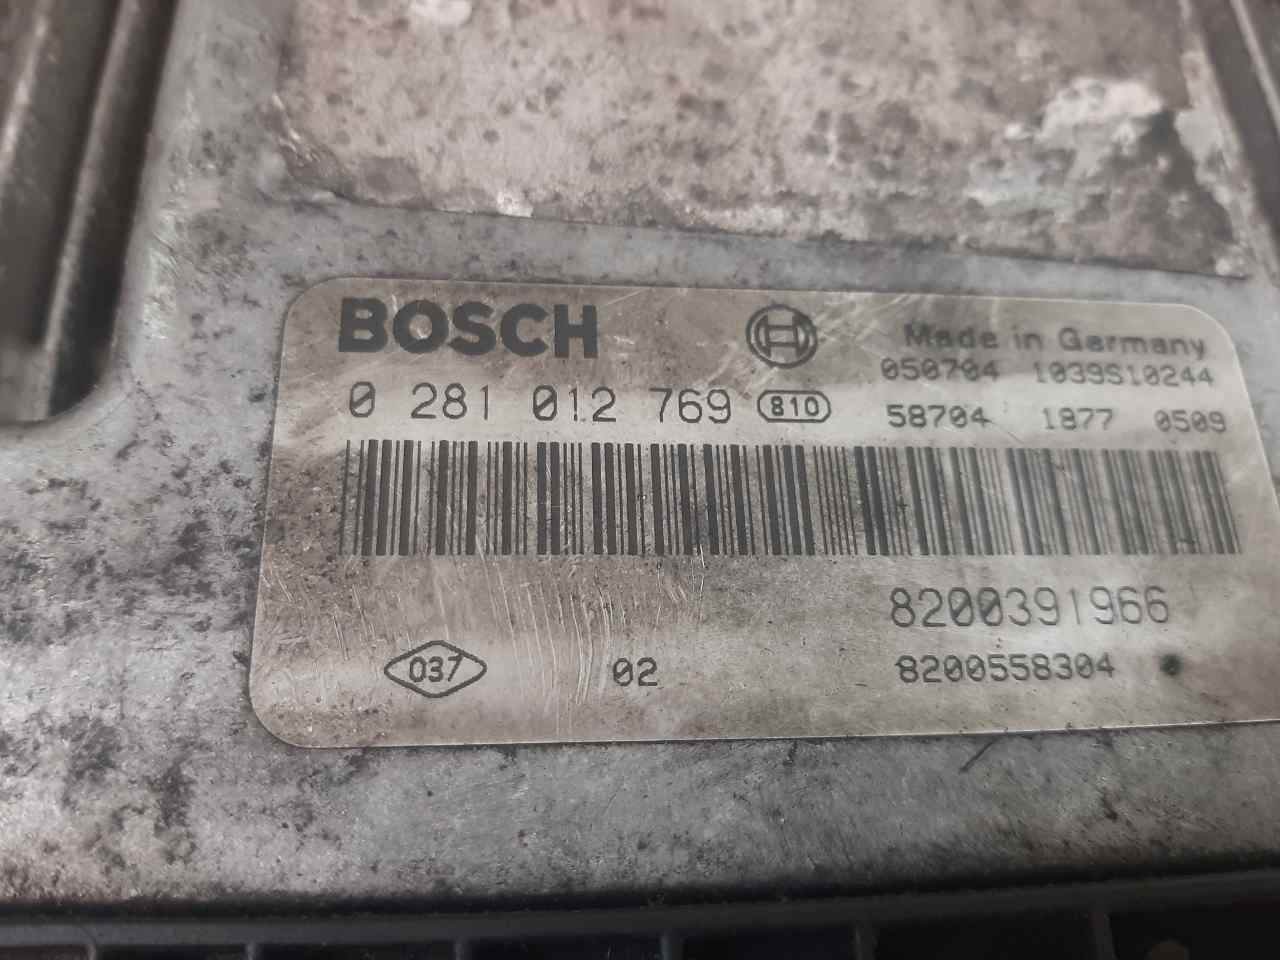 BOSCH
Made in Germany
050704 1039S10244
0 281 012 769 810
58704 1877 0509
8200391966
037 02 8200558304